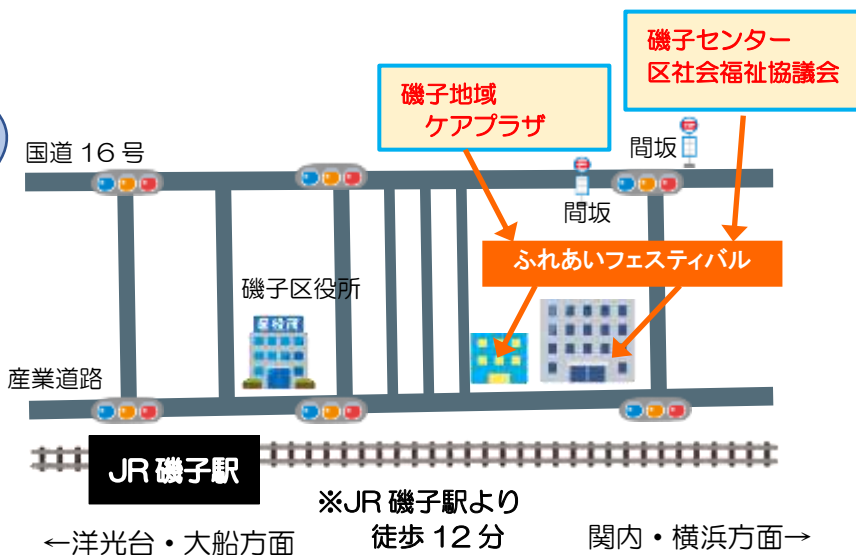 磯子センター
区社会福祉協議会
磯子地域
ケアプラザ
国道 16 号
間坂
間坂
ふれあいフェスティバル
磯子区役所
区役所
産業道路
JR 磯子駅
※JR 磯子駅より
徒歩 12 分
←洋光台・大船方面
関内・横浜方面→